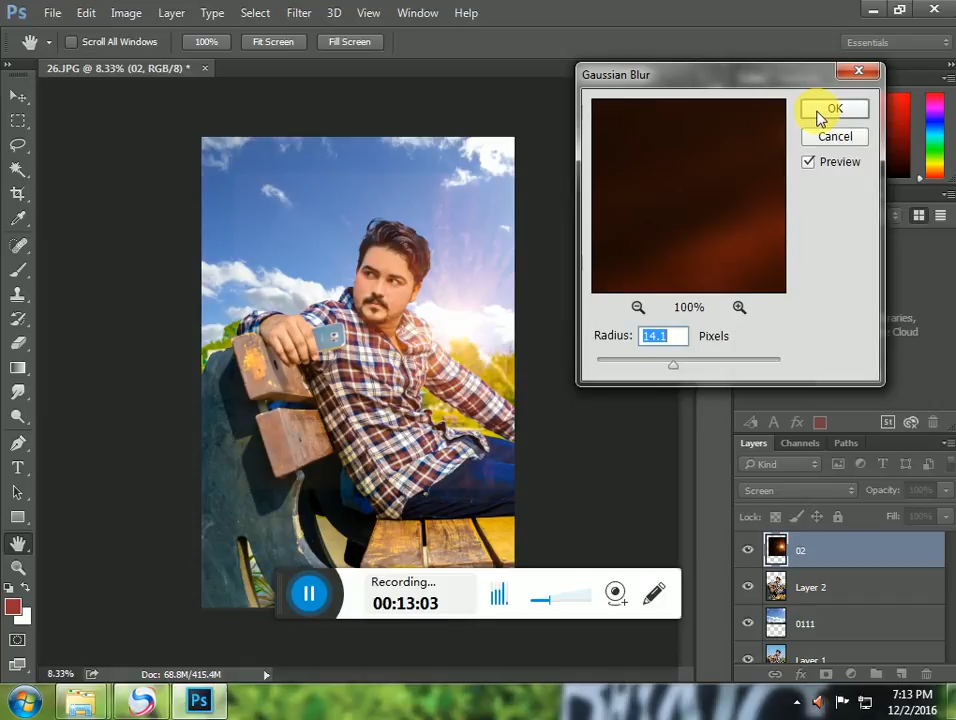 Ps File Edit Image Layer Type Select Filter 3D View Window Help
Scroll All Windows 100% Fit Screen Fill Screen Essentials
26.JPG @ 8.33% (02, RGB/8) *
Gaussian Blur
OK
Cancel
Preview
100%
Radius: 14.1 Pixels
Cloud
Layers Channels Paths
Kind
Screen Opacity: 100%
Lock: Fill: 100%
02
Layer 2
0111
Layer 1
Recording...
00:13:03
8.33% Doc: 68.8M/415.4M
Ps
7:13 PM
12/2/2016